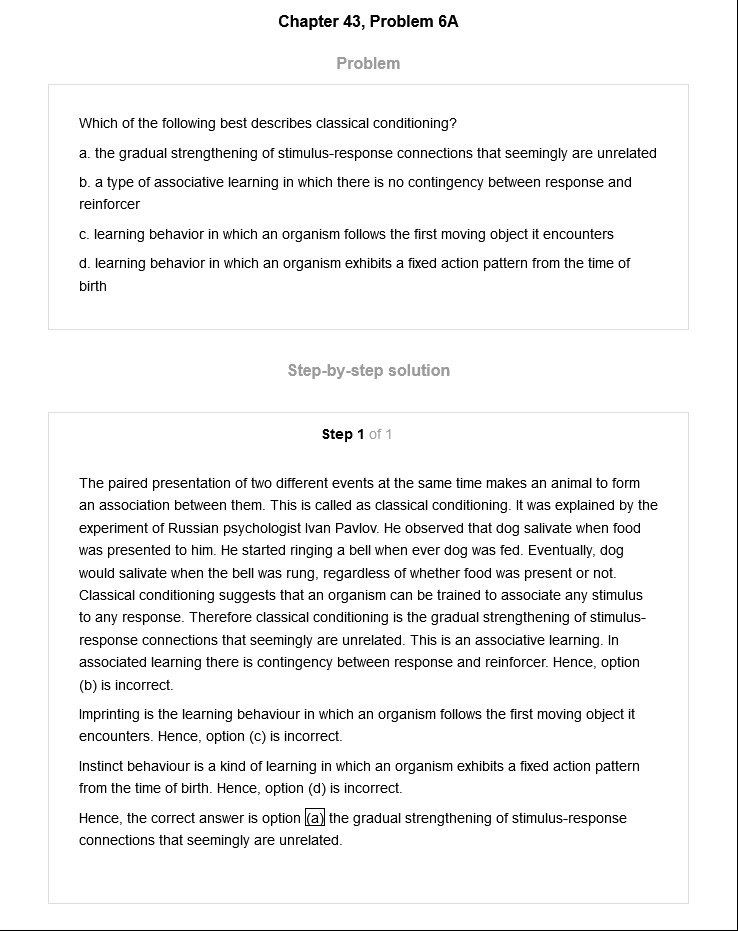 Chapter 43, Problem 6A
Problem
Which of the following best describes classical conditioning?
a. the gradual strengthening of stimulus-response connections that seemingly are unrelated
b. a type of associative learning in which there is no contingency between response and
reinforcer
c. learning behavior in which an organism follows the first moving object it encounters
d. learning behavior in which an organism exhibits a fixed action pattern from the time of
birth
Step-by-step solution
Step 1 of 1
The paired presentation of two different events at the same time makes an animal to form
an association between them. This is called as classical conditioning. It was explained by the
experiment of Russian psychologist Ivan Pavlov. He observed that dog salivate when food
was presented to him. He started ringing a bell when ever dog was fed. Eventually, dog
would salivate when the bell was rung, regardless of whether food was present or not.
Classical conditioning suggests that an organism can be trained to associate any stimulus
to any response. Therefore classical conditioning is the gradual strengthening of stimulus-
response connections that seemingly are unrelated. This is an associative learning. In
associated learning there is contingency between response and reinforcer. Hence, option
(b) is incorrect.
Imprinting is the learning behaviour in which an organism follows the first moving object it
encounters. Hence, option (c) is incorrect.
Instinct behaviour is a kind of learning in which an organism exhibits a fixed action pattern
from the time of birth. Hence, option (d) is incorrect.
Hence, the correct answer is option (a) the gradual strengthening of stimulus-response
connections that seemingly are unrelated.